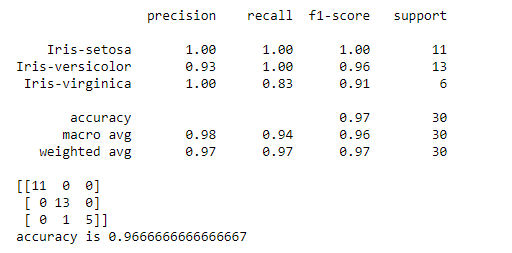 precision recall f1-score support
Iris-setosa 1.00 1.00 1.00 11
Iris-versicolor 0.93 1.00 0.96 13
Iris-virginica 1.00 0.83 0.91 6
accuracy 0.97 30
macro avg 0.98 0.94 0.96 30
weighted avg 0.97 0.97 0.97 30
[[11 0 0]
[ 0 13 0]
[ 0 1 5]]
accuracy is 0.9666666666666667